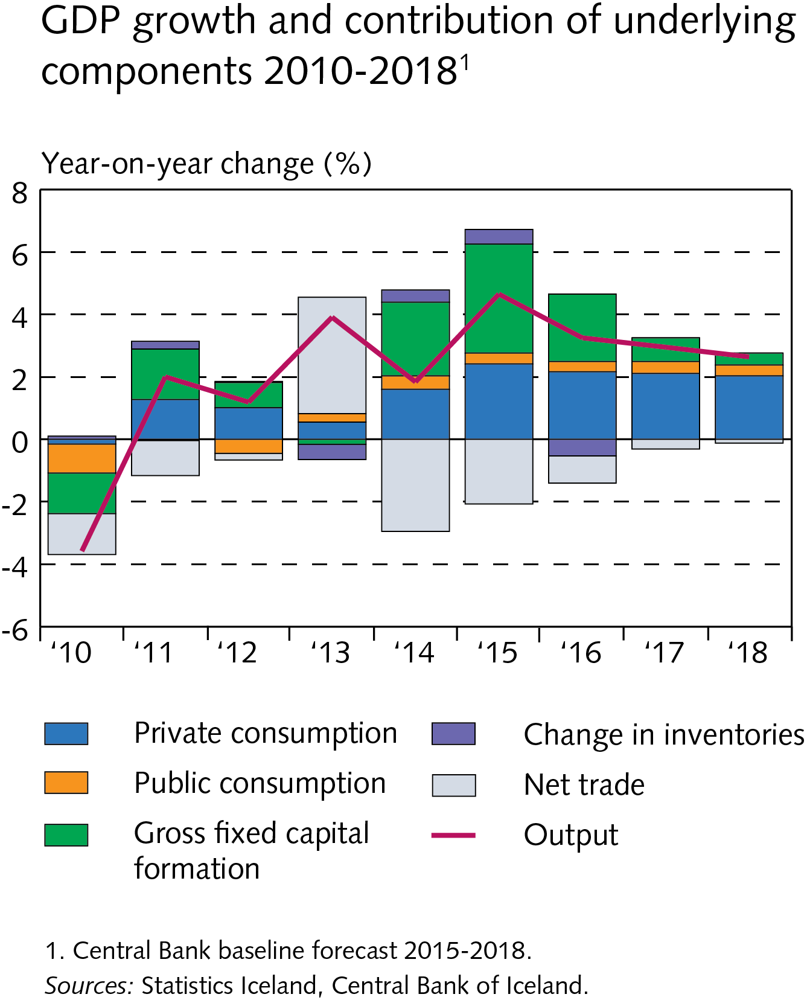 GDP growth and contribution of underlying
components 2010-2018¹
Year-on-year change (%)
8
6
4
2
0
-2
-4
-6
‘10 ‘11 ‘12 ‘13 ‘14 ‘15 ‘16 ‘17 ‘18
Private consumption
Public consumption
Gross fixed capital
formation
Change in inventories
Net trade
Output
1. Central Bank baseline forecast 2015-2018.
Sources: Statistics Iceland, Central Bank of Iceland.